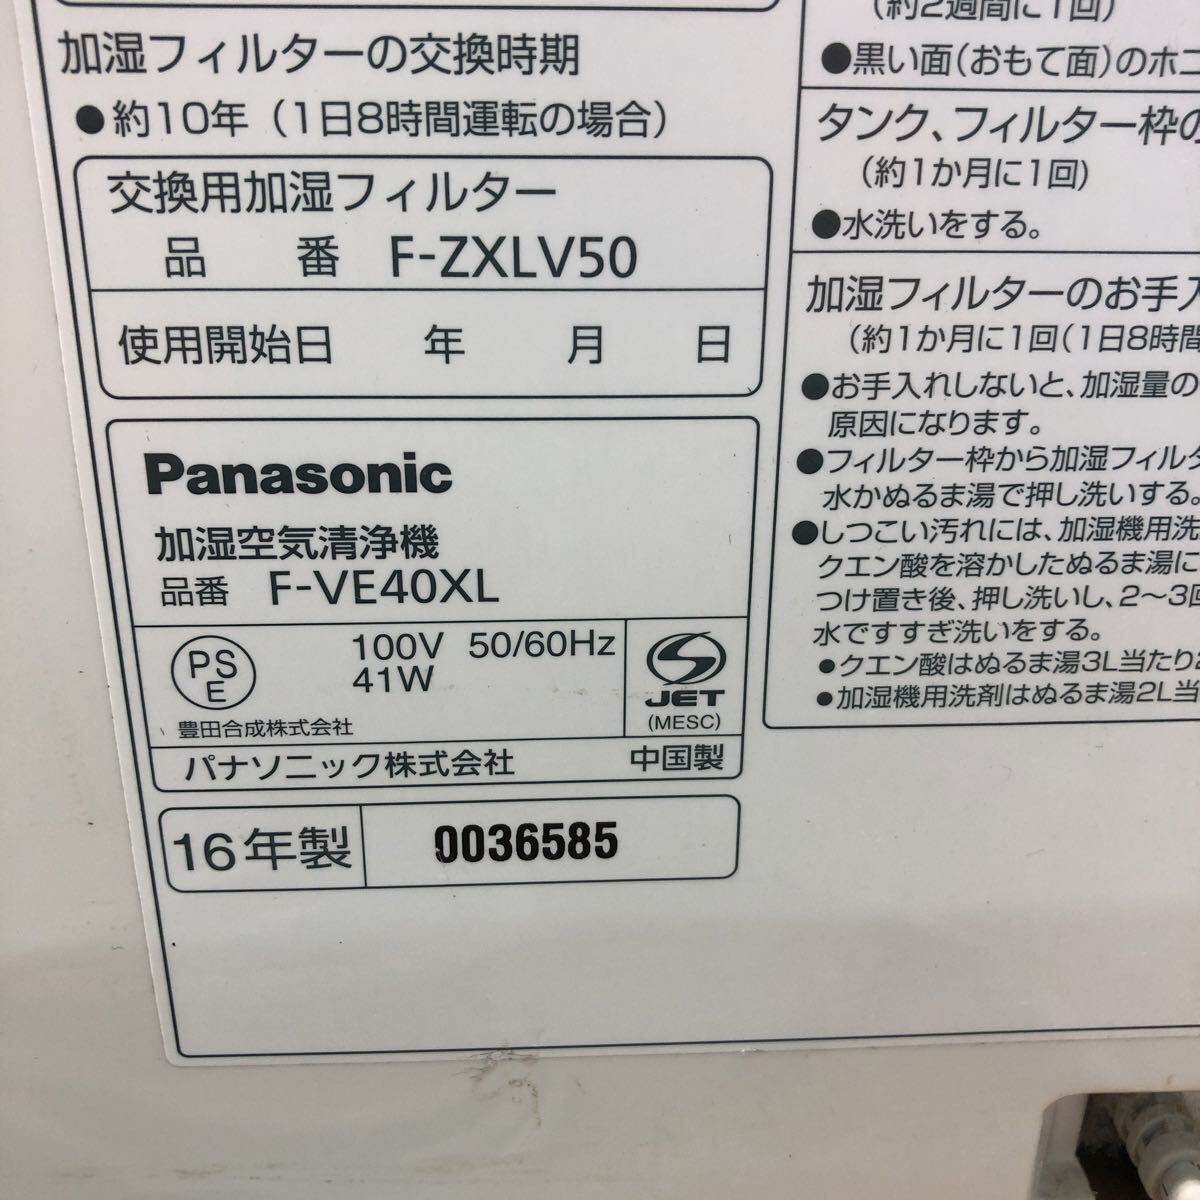 加湿フィルターの交換時期
●約10年（1日8時間運転の場合）
交換用加湿フィルター
品番 F-ZXLV50
使用開始日 年 月 日
Panasonic
加湿空気清浄機
品番 F-VE40XL
PS
E
100V 50/60Hz
41W
豊田合成株式会社
JET
(MESC)
パナソニック株式会社 中国製
16年製 0036585
(約2週間に1回)
●黒い面(おもて面)のホニ
タンク、フィルター枠の
(約1か月に1回)
●水洗いをする。
加湿フィルターのお手入
(約1か月に1回(1日8時間
●お手入れしないと、加湿量の
原因になります。
●フィルター枠から加湿フィルタ
水かぬるま湯で押し洗いする。
●しつこい汚れには、加湿機用洗
クエン酸を溶かしたぬるま湯に
つけ置き後、押し洗いし、2〜3回
水ですすぎ洗いをする。
●クエン酸はぬるま湯3L当たり2
●加湿機用洗剤はぬるま湯2L当